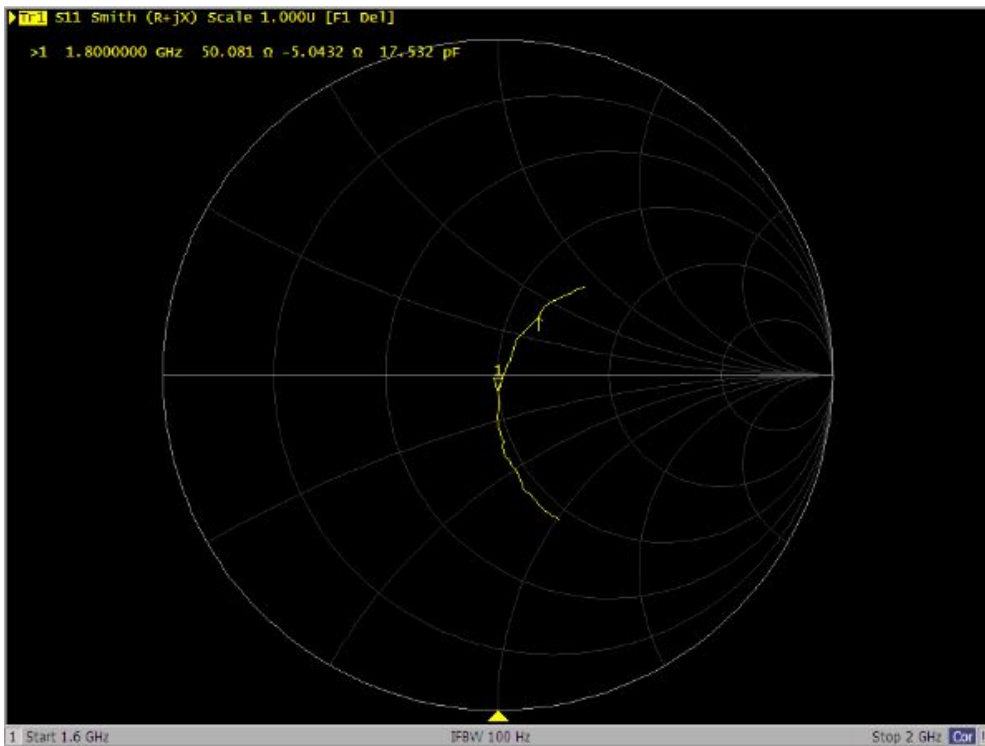 Tr1 S11 Smith (R+jX) Scale 1.000U [F1 Del]
>1 1.8000000 GHz 50.081 Ω -5.0432 Ω 17.532 pF
1
1 Start 1.6 GHz IFBW 100 Hz Stop 2 GHz Cor !